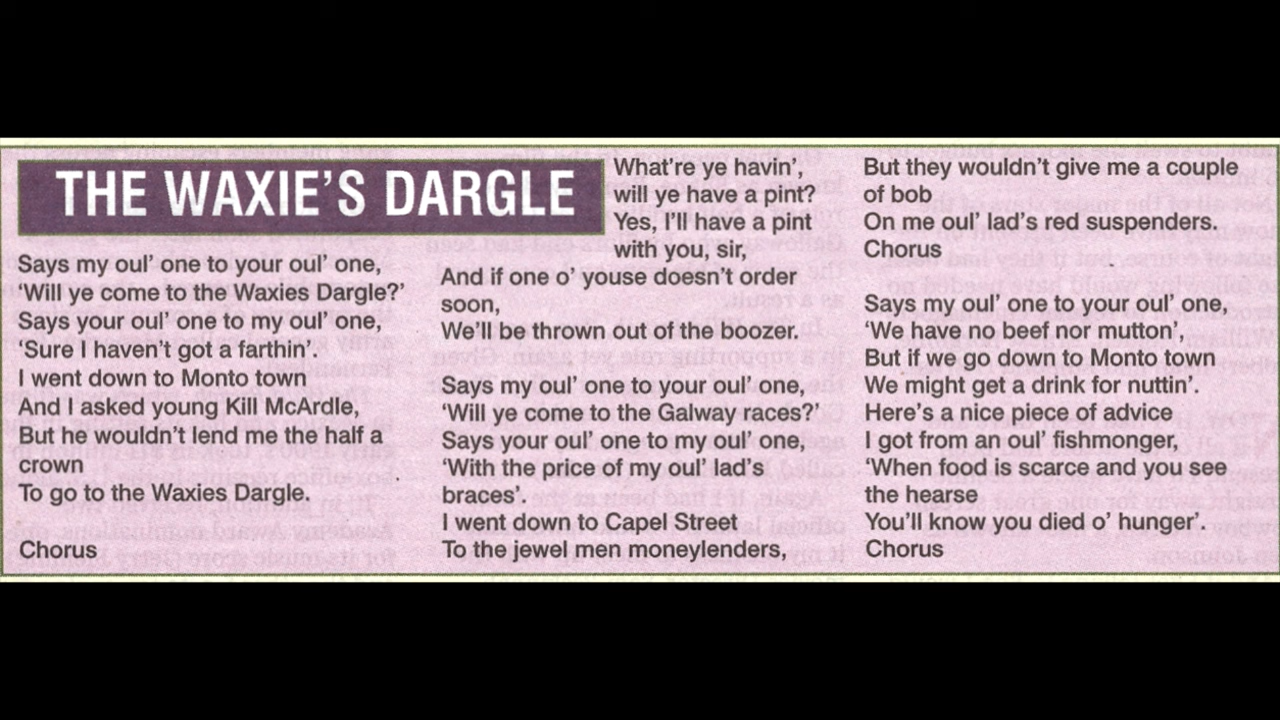 THE WAXIE'S DARGLE
Says my oul' one to your oul' one,
'Will ye come to the Waxies Dargle?'
Says your oul' one to my oul' one,
'Sure I haven't got a farthin'.
I went down to Monto town
And I asked young Kill McArdle,
But he wouldn't lend me the half a
crown
To go to the Waxies Dargle.
Chorus
What're ye havin',
will ye have a pint?
Yes, I'll have a pint
with you, sir,
And if one o' youse doesn't order
soon,
We'll be thrown out of the boozer.
Says my oul' one to your oul' one,
'Will ye come to the Galway races?'
Says your oul' one to my oul' one,
'With the price of my oul' lad's
braces'.
I went down to Capel Street
To the jewel men moneylenders,
But they wouldn't give me a couple
of bob
On me oul' lad's red suspenders.
Chorus
Says my oul' one to your oul' one,
'We have no beef nor mutton',
But if we go down to Monto town
We might get a drink for nuttin'.
Here's a nice piece of advice
I got from an oul' fishmonger,
'When food is scarce and you see
the hearse
You'll know you died o' hunger'.
Chorus